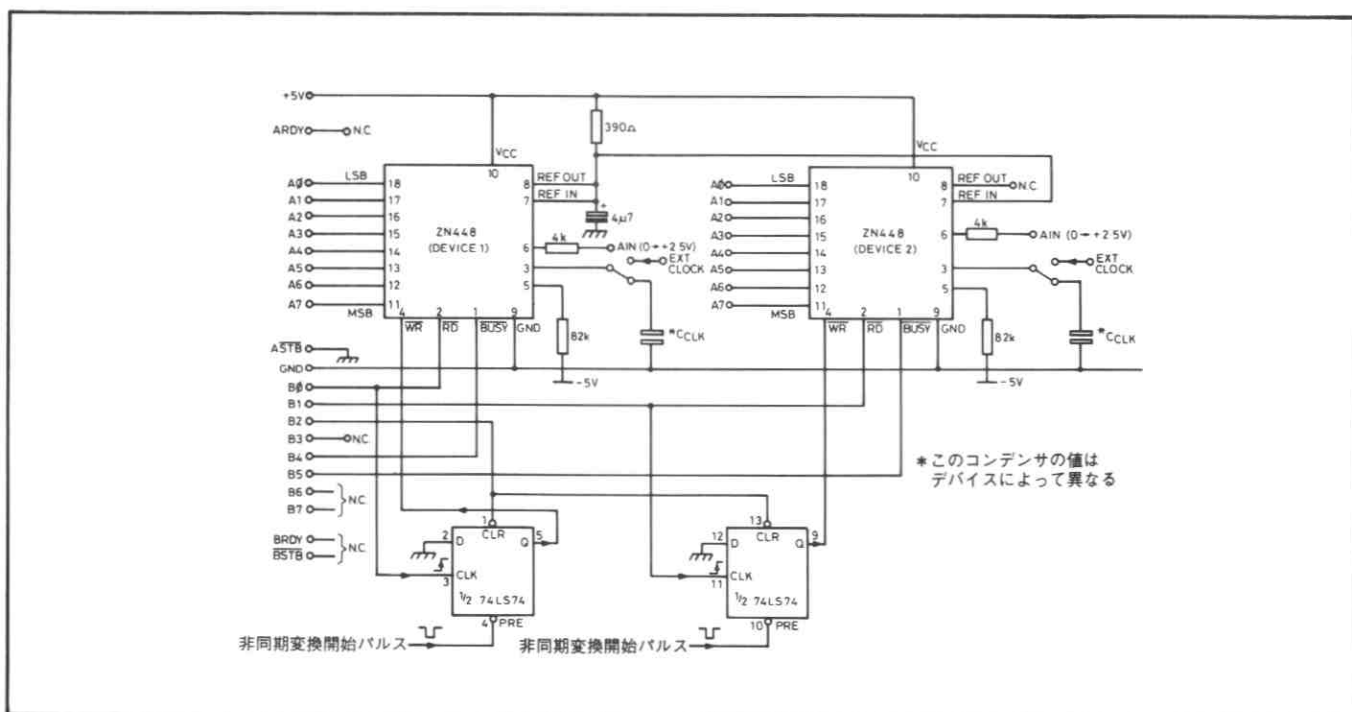 +5V
ARDY N.C.
390Ω
VCC
10
VCC
10
AØ LSB 18
A1 17
A2 16
A3 15
A4 14
A5 13
A6 12
A7 11
MSB
ZN448
(DEVICE 1)
8 REF OUT
7 REF IN
+
4μ7
6 4k AIN (0→+2 5V)
3 EXT CLOCK
5
82k
*CCLK
-5V
4 2 1 9
WR RD BUSY GND
AØ LSB 18
A1 17
A2 16
A3 15
A4 14
A5 13
A6 12
A7 11
MSB
ZN448
(DEVICE 2)
8 REF OUT N.C.
7 REF IN
6 4k AIN (0→+2 5V)
3 EXT CLOCK
5
82k
*CCLK
-5V
4 2 1 9
WR RD BUSY GND
ASTB
GND
BØ
B1
B2
B3 N.C.
B4
B5
B6
B7
N.C.
BRDY
BSTB
N.C.
*このコンデンサの値は
デバイスによって異なる
1
CLR
2 D Q 5
3 CLK
1/2 74LS74
4 PRE
13
CLR
12 D Q 9
11 CLK
1/2 74LS74
10 PRE
非同期変換開始パルス
非同期変換開始パルス